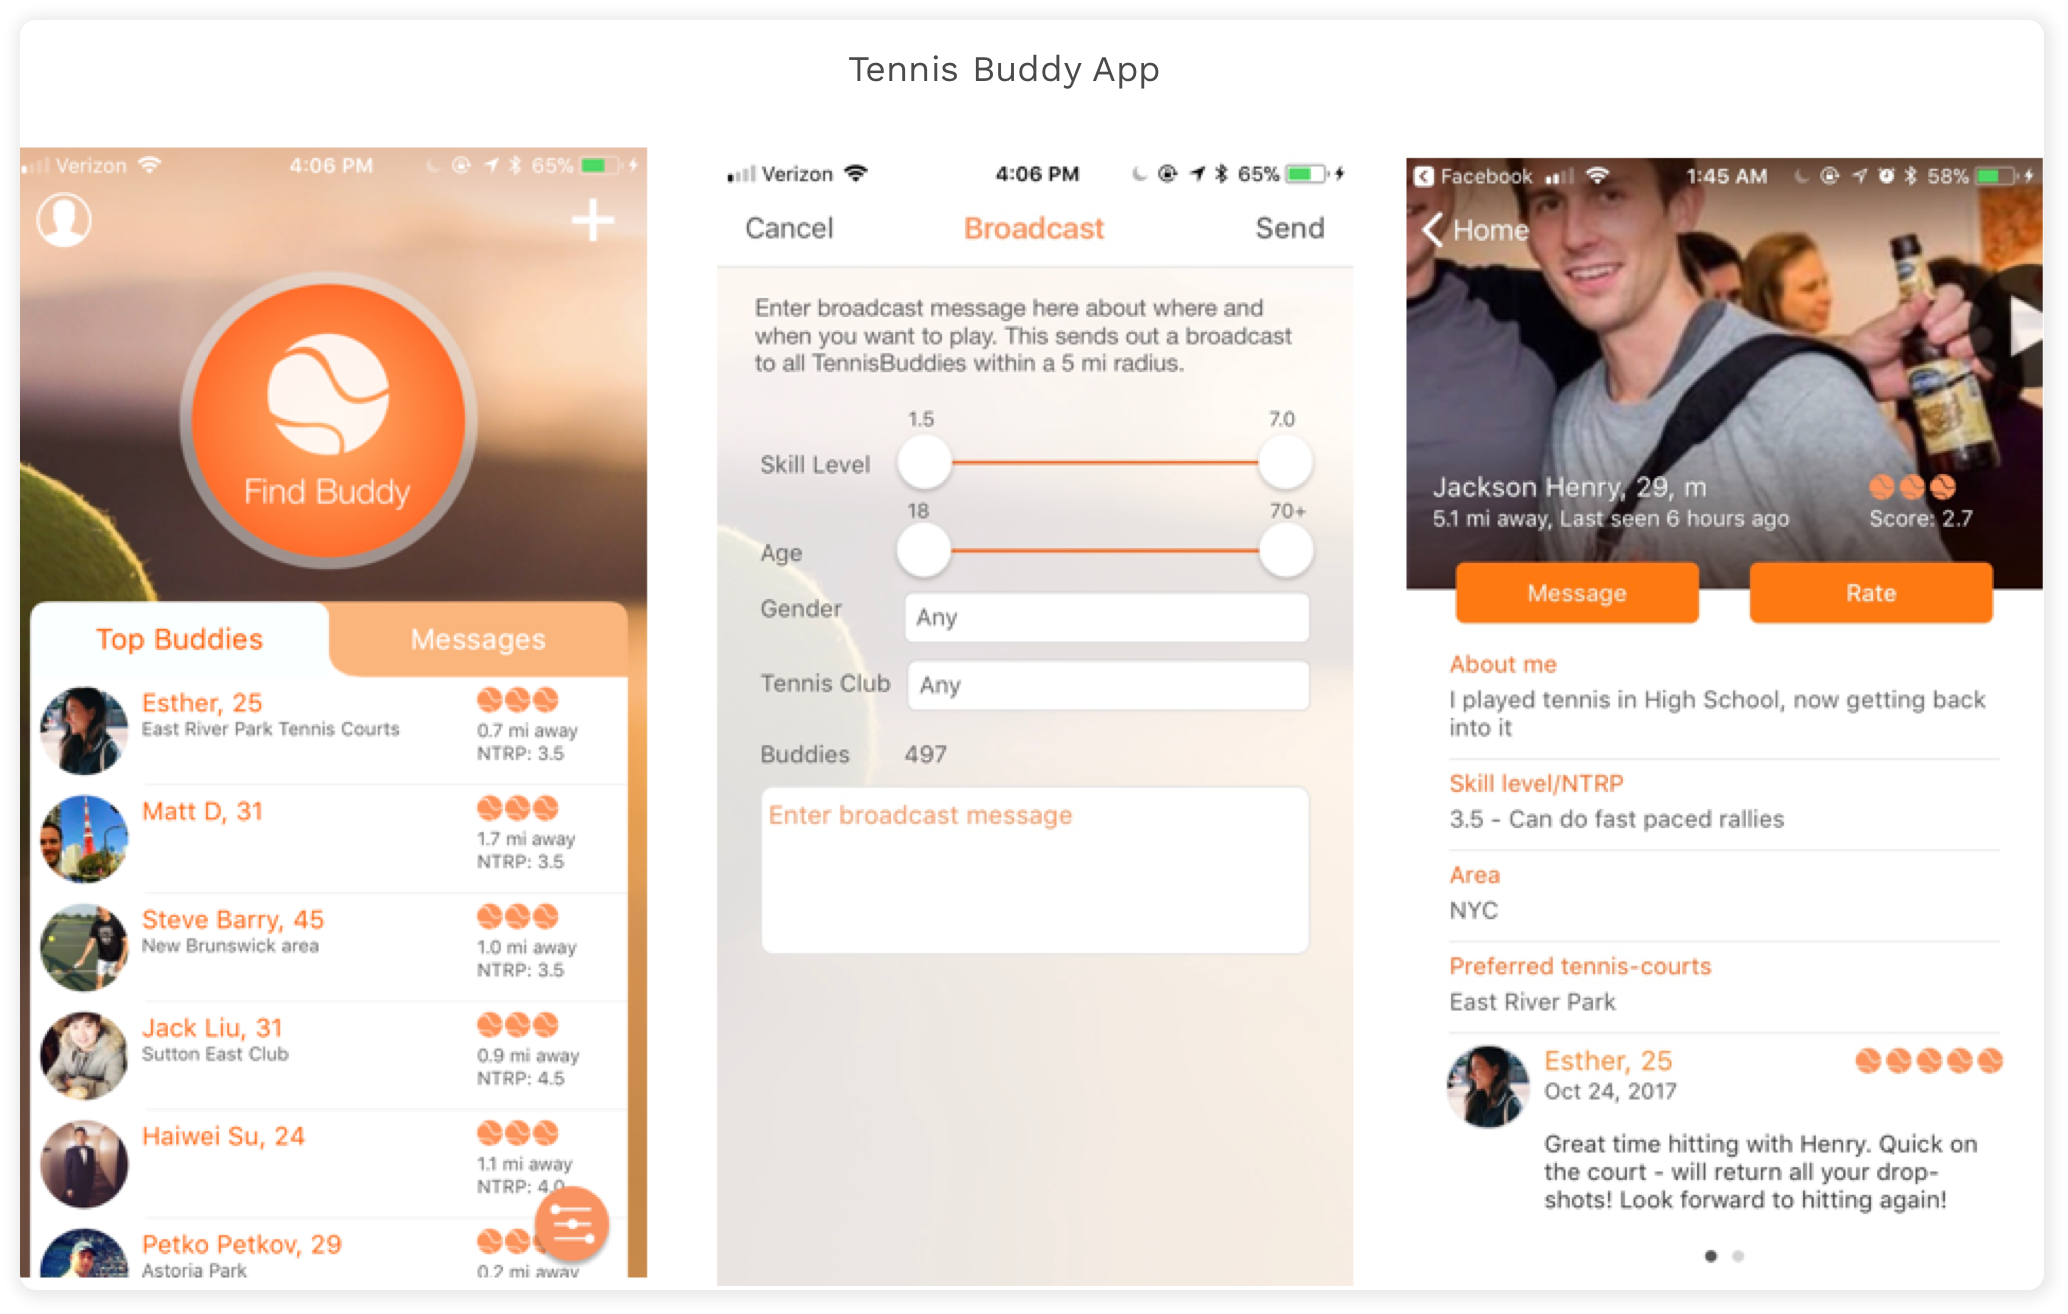 Tennis Buddy App
Verizon 4:06 PM 65%
Find Buddy
Top Buddies Messages
Esther, 25
East River Park Tennis Courts
0.7 mi away
NTRP: 3.5
Matt D, 31
1.7 mi away
NTRP: 3.5
Steve Barry, 45
New Brunswick area
1.0 mi away
NTRP: 3.5
Jack Liu, 31
Sutton East Club
0.9 mi away
NTRP: 4.5
Haiwei Su, 24
1.1 mi away
NTRP: 4.0
Petko Petkov, 29
Astoria Park
0.2 mi away
Verizon 4:06 PM 65%
Cancel Broadcast Send
Enter broadcast message here about where and
when you want to play. This sends out a broadcast
to all TennisBuddies within a 5 mi radius.
1.5 7.0
Skill Level
18 70+
Age
Gender Any
Tennis Club Any
Buddies 497
Enter broadcast message
Facebook 1:45 AM 58%
Home
Jackson Henry, 29, m
5.1 mi away, Last seen 6 hours ago
Score: 2.7
Message Rate
About me
I played tennis in High School, now getting back
into it
Skill level/NTRP
3.5 - Can do fast paced rallies
Area
NYC
Preferred tennis-courts
East River Park
Esther, 25
Oct 24, 2017
Great time hitting with Henry. Quick on
the court - will return all your drop-
shots! Look forward to hitting again!